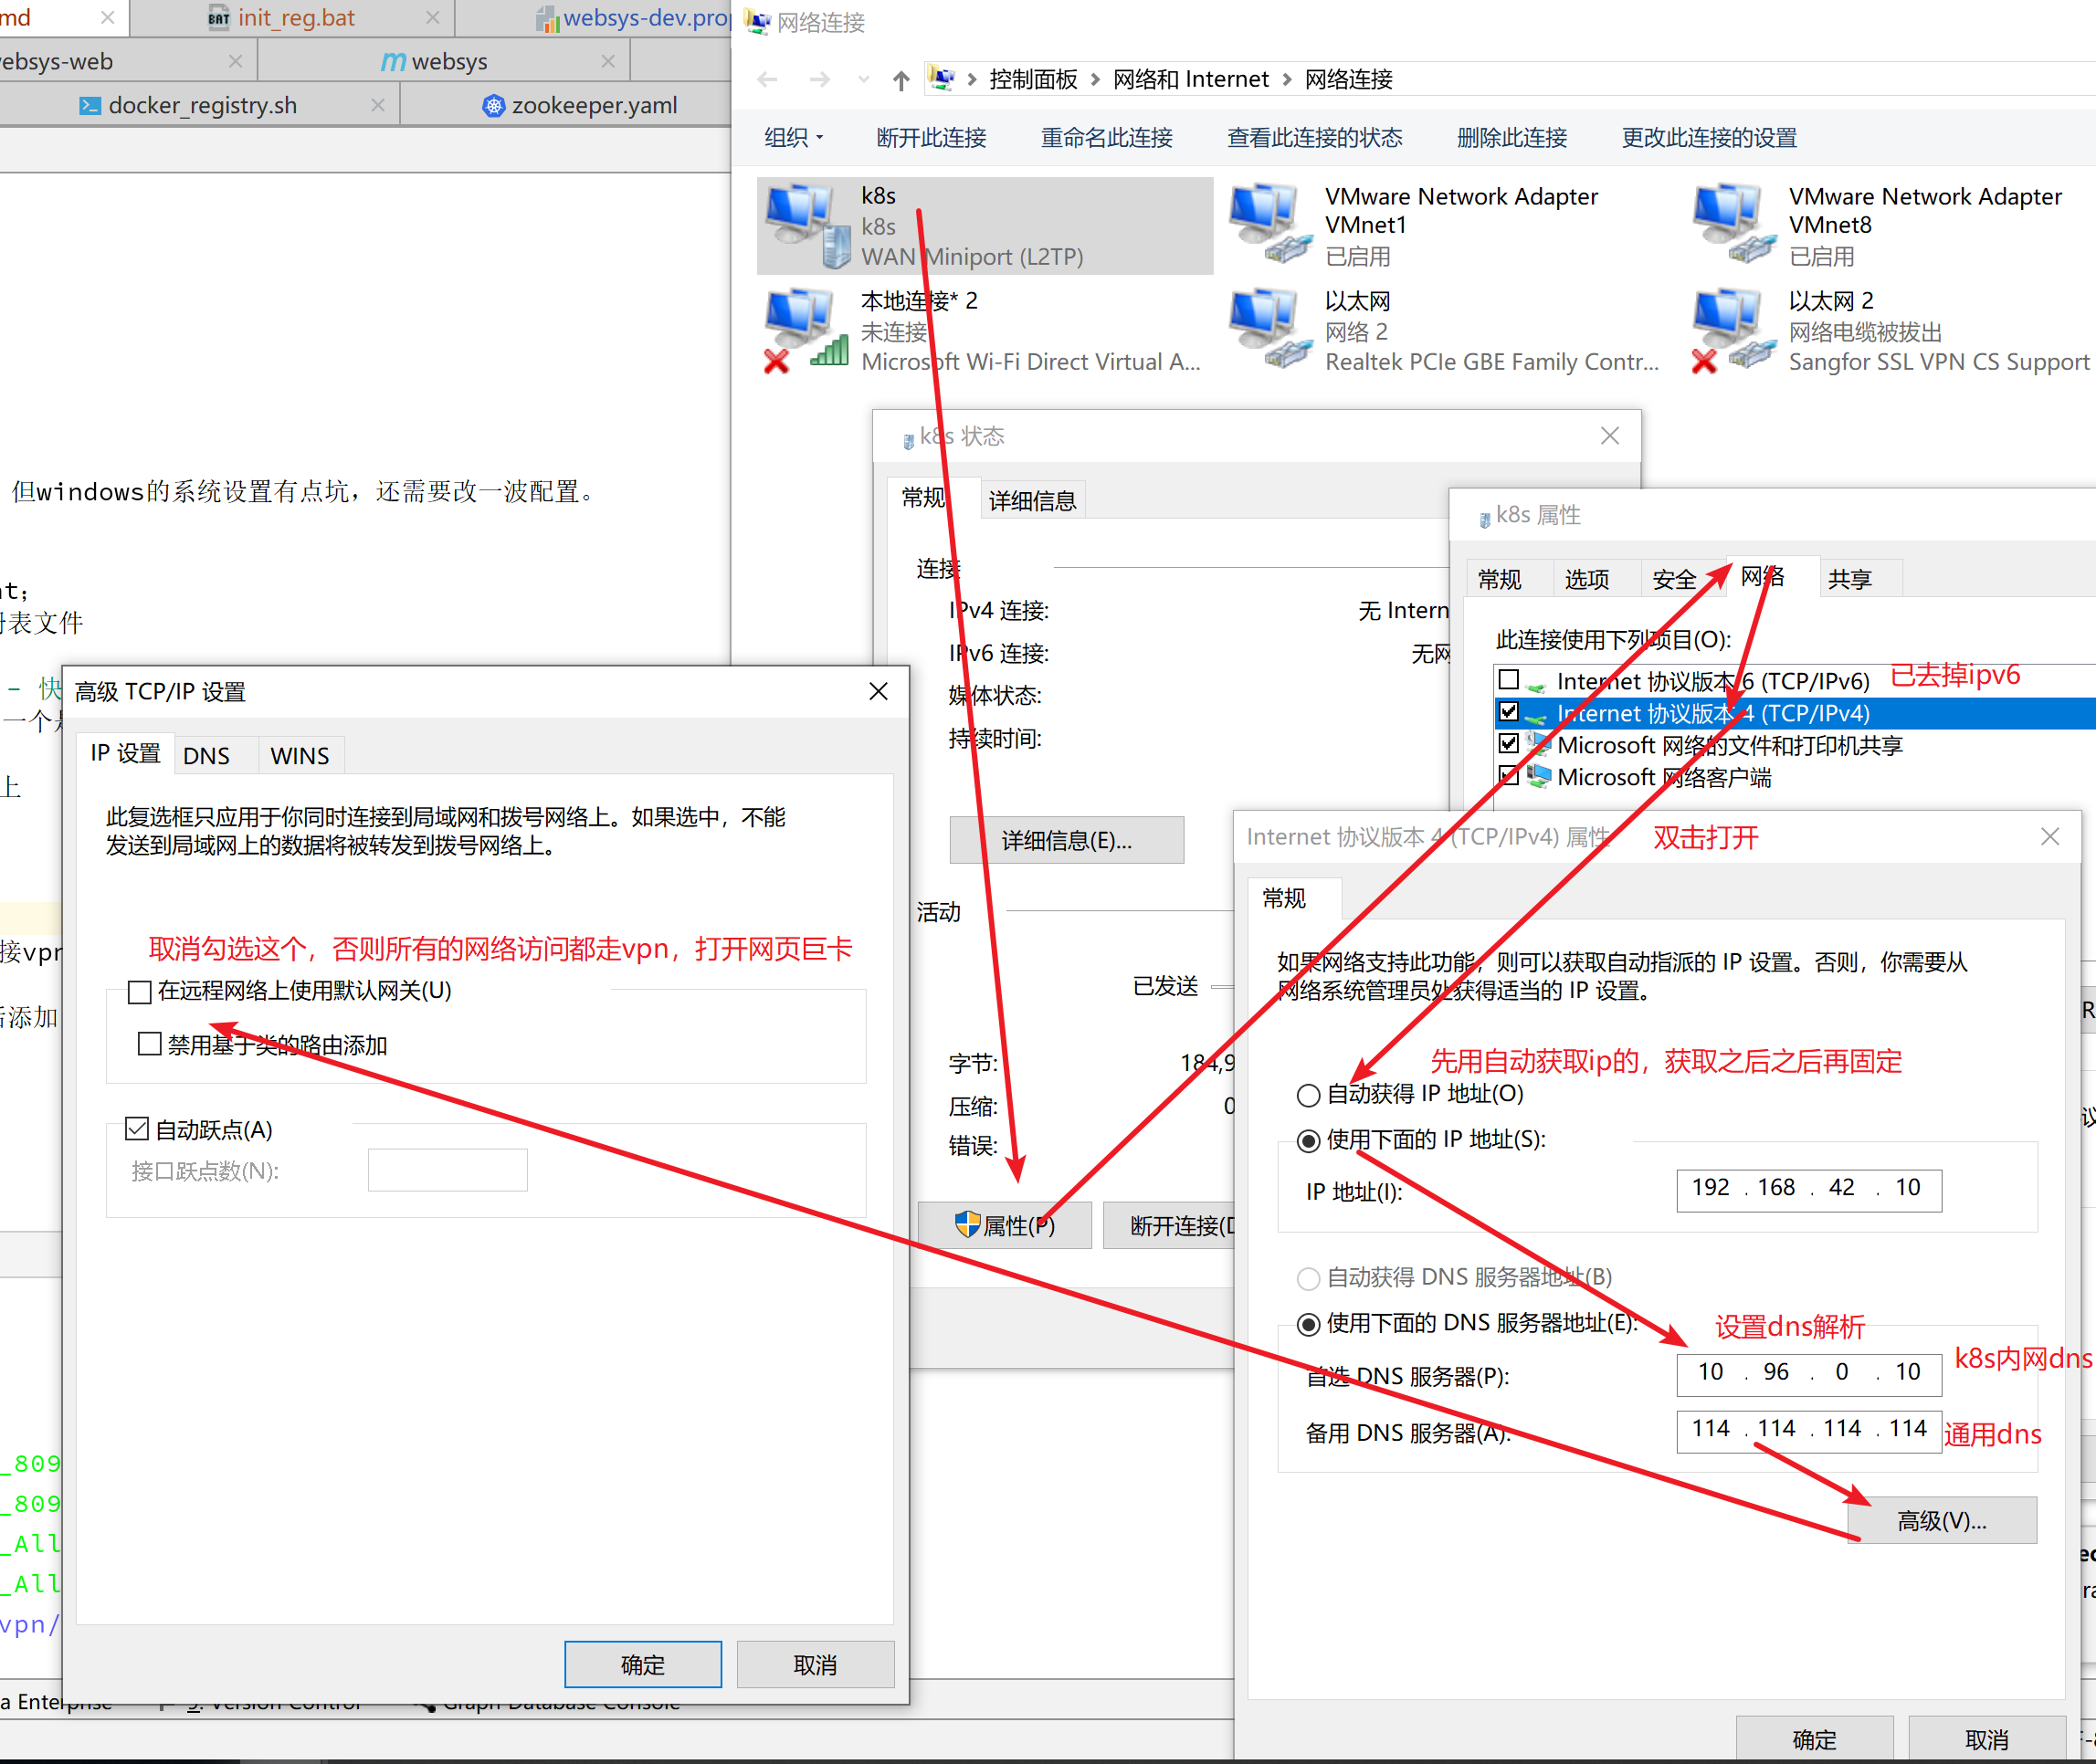 md
init_reg.bat
websys-dev.prop
ebsys-web
websys
docker_registry.sh
zookeeper.yaml
但windows的系统设置有点坑，还需要改一波配置。
nt；
册表文件
- 快
一个是
上
接vpn
后添加
_809
_809
_All
_All
vpn/
网络连接
控制面板 > 网络和 Internet > 网络连接
组织
断开此连接
重命名此连接
查看此连接的状态
删除此连接
更改此连接的设置
k8s
k8s
WAN Miniport (L2TP)
VMware Network Adapter
VMnet1
已启用
VMware Network Adapter
VMnet8
已启用
本地连接* 2
未连接
Microsoft Wi-Fi Direct Virtual A...
以太网
网络 2
Realtek PCIe GBE Family Contr...
以太网 2
网络电缆被拔出
Sangfor SSL VPN CS Support
k8s 状态
常规
详细信息
连接
IPv4 连接:
无 Intern
IPv6 连接:
无网
媒体状态:
持续时间:
详细信息(E)...
活动
已发送
字节:
184,9
压缩:
0
错误:
属性(P)
断开连接(D
k8s 属性
常规
选项
安全
网络
共享
此连接使用下列项目(O):
Internet 协议版本 6 (TCP/IPv6)
已去掉ipv6
Internet 协议版本 4 (TCP/IPv4)
Microsoft 网络的文件和打印机共享
Microsoft 网络客户端
Internet 协议版本 4 (TCP/IPv4) 属性
双击打开
常规
如果网络支持此功能，则可以获取自动指派的 IP 设置。否则，你需要从
网络系统管理员处获得适当的 IP 设置。
先用自动获取ip的，获取之后之后再固定
自动获得 IP 地址(O)
使用下面的 IP 地址(S):
IP 地址(I):
192 . 168 . 42 . 10
自动获得 DNS 服务器地址(B)
使用下面的 DNS 服务器地址(E):
设置dns解析
首选 DNS 服务器(P):
10 . 96 . 0 . 10
k8s内网dns
备用 DNS 服务器(A):
114 . 114 . 114 . 114
通用dns
高级(V)...
确定
取消
高级 TCP/IP 设置
IP 设置
DNS
WINS
此复选框只应用于你同时连接到局域网和拨号网络上。如果选中，不能
发送到局域网上的数据将被转发到拨号网络上。
取消勾选这个，否则所有的网络访问都走vpn，打开网页巨卡
在远程网络上使用默认网关(U)
禁用基于类的路由添加
自动跃点(A)
接口跃点数(N):
确定
取消
a Enterprise
9: Version Control
Graph Database Console